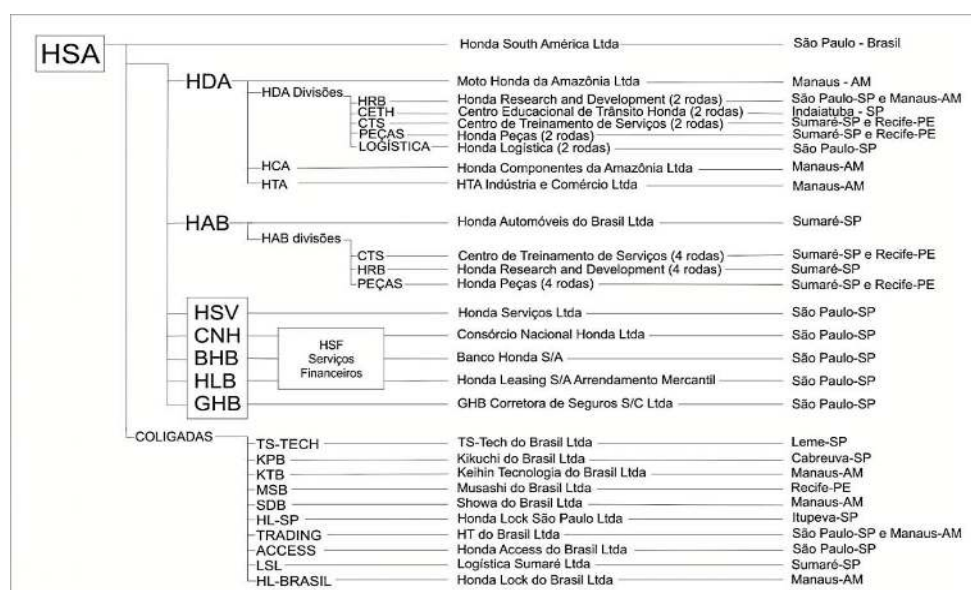 HSA Honda South América Ltda São Paulo - Brasil
HDA Moto Honda da Amazônia Ltda Manaus - AM
HDA Divisões
HRB Honda Research and Development (2 rodas) São Paulo-SP e Manaus-AM
CETH Centro Educacional de Trânsito Honda (2 rodas) Indaiatuba - SP
CTS Centro de Treinamento de Serviços (2 rodas) Sumaré-SP e Recife-PE
PEÇAS Honda Peças (2 rodas) Sumaré-SP e Recife-PE
LOGÍSTICA Honda Logística (2 rodas) São Paulo-SP
HCA Honda Componentes da Amazônia Ltda Manaus-AM
HTA HTA Indústria e Comércio Ltda Manaus-AM
HAB Honda Automóveis do Brasil Ltda Sumaré-SP
HAB divisões
CTS Centro de Treinamento de Serviços (4 rodas) Sumaré-SP e Recife-PE
HRB Honda Research and Development (4 rodas) Sumaré-SP
PEÇAS Honda Peças (4 rodas) Sumaré-SP e Recife-PE
HSV Honda Serviços Ltda São Paulo-SP
CNH Consórcio Nacional Honda Ltda São Paulo-SP
HSF
Serviços
Financeiros
BHB Banco Honda S/A São Paulo-SP
HLB Honda Leasing S/A Arrendamento Mercantil São Paulo-SP
GHB GHB Corretora de Seguros S/C Ltda São Paulo-SP
COLIGADAS
TS-TECH TS-Tech do Brasil Ltda Leme-SP
KPB Kikuchi do Brasil Ltda Cabreuva-SP
KTB Keihin Tecnologia do Brasil Ltda Manaus-AM
MSB Musashi do Brasil Ltda Recife-PE
SDB Showa do Brasil Ltda Manaus-AM
HL-SP Honda Lock São Paulo Ltda Itupeva-SP
TRADING HT do Brasil Ltda São Paulo-SP e Manaus-AM
ACCESS Honda Access do Brasil Ltda São Paulo-SP
LSL Logística Sumaré Ltda Sumaré-SP
HL-BRASIL Honda Lock do Brasil Ltda Manaus-AM